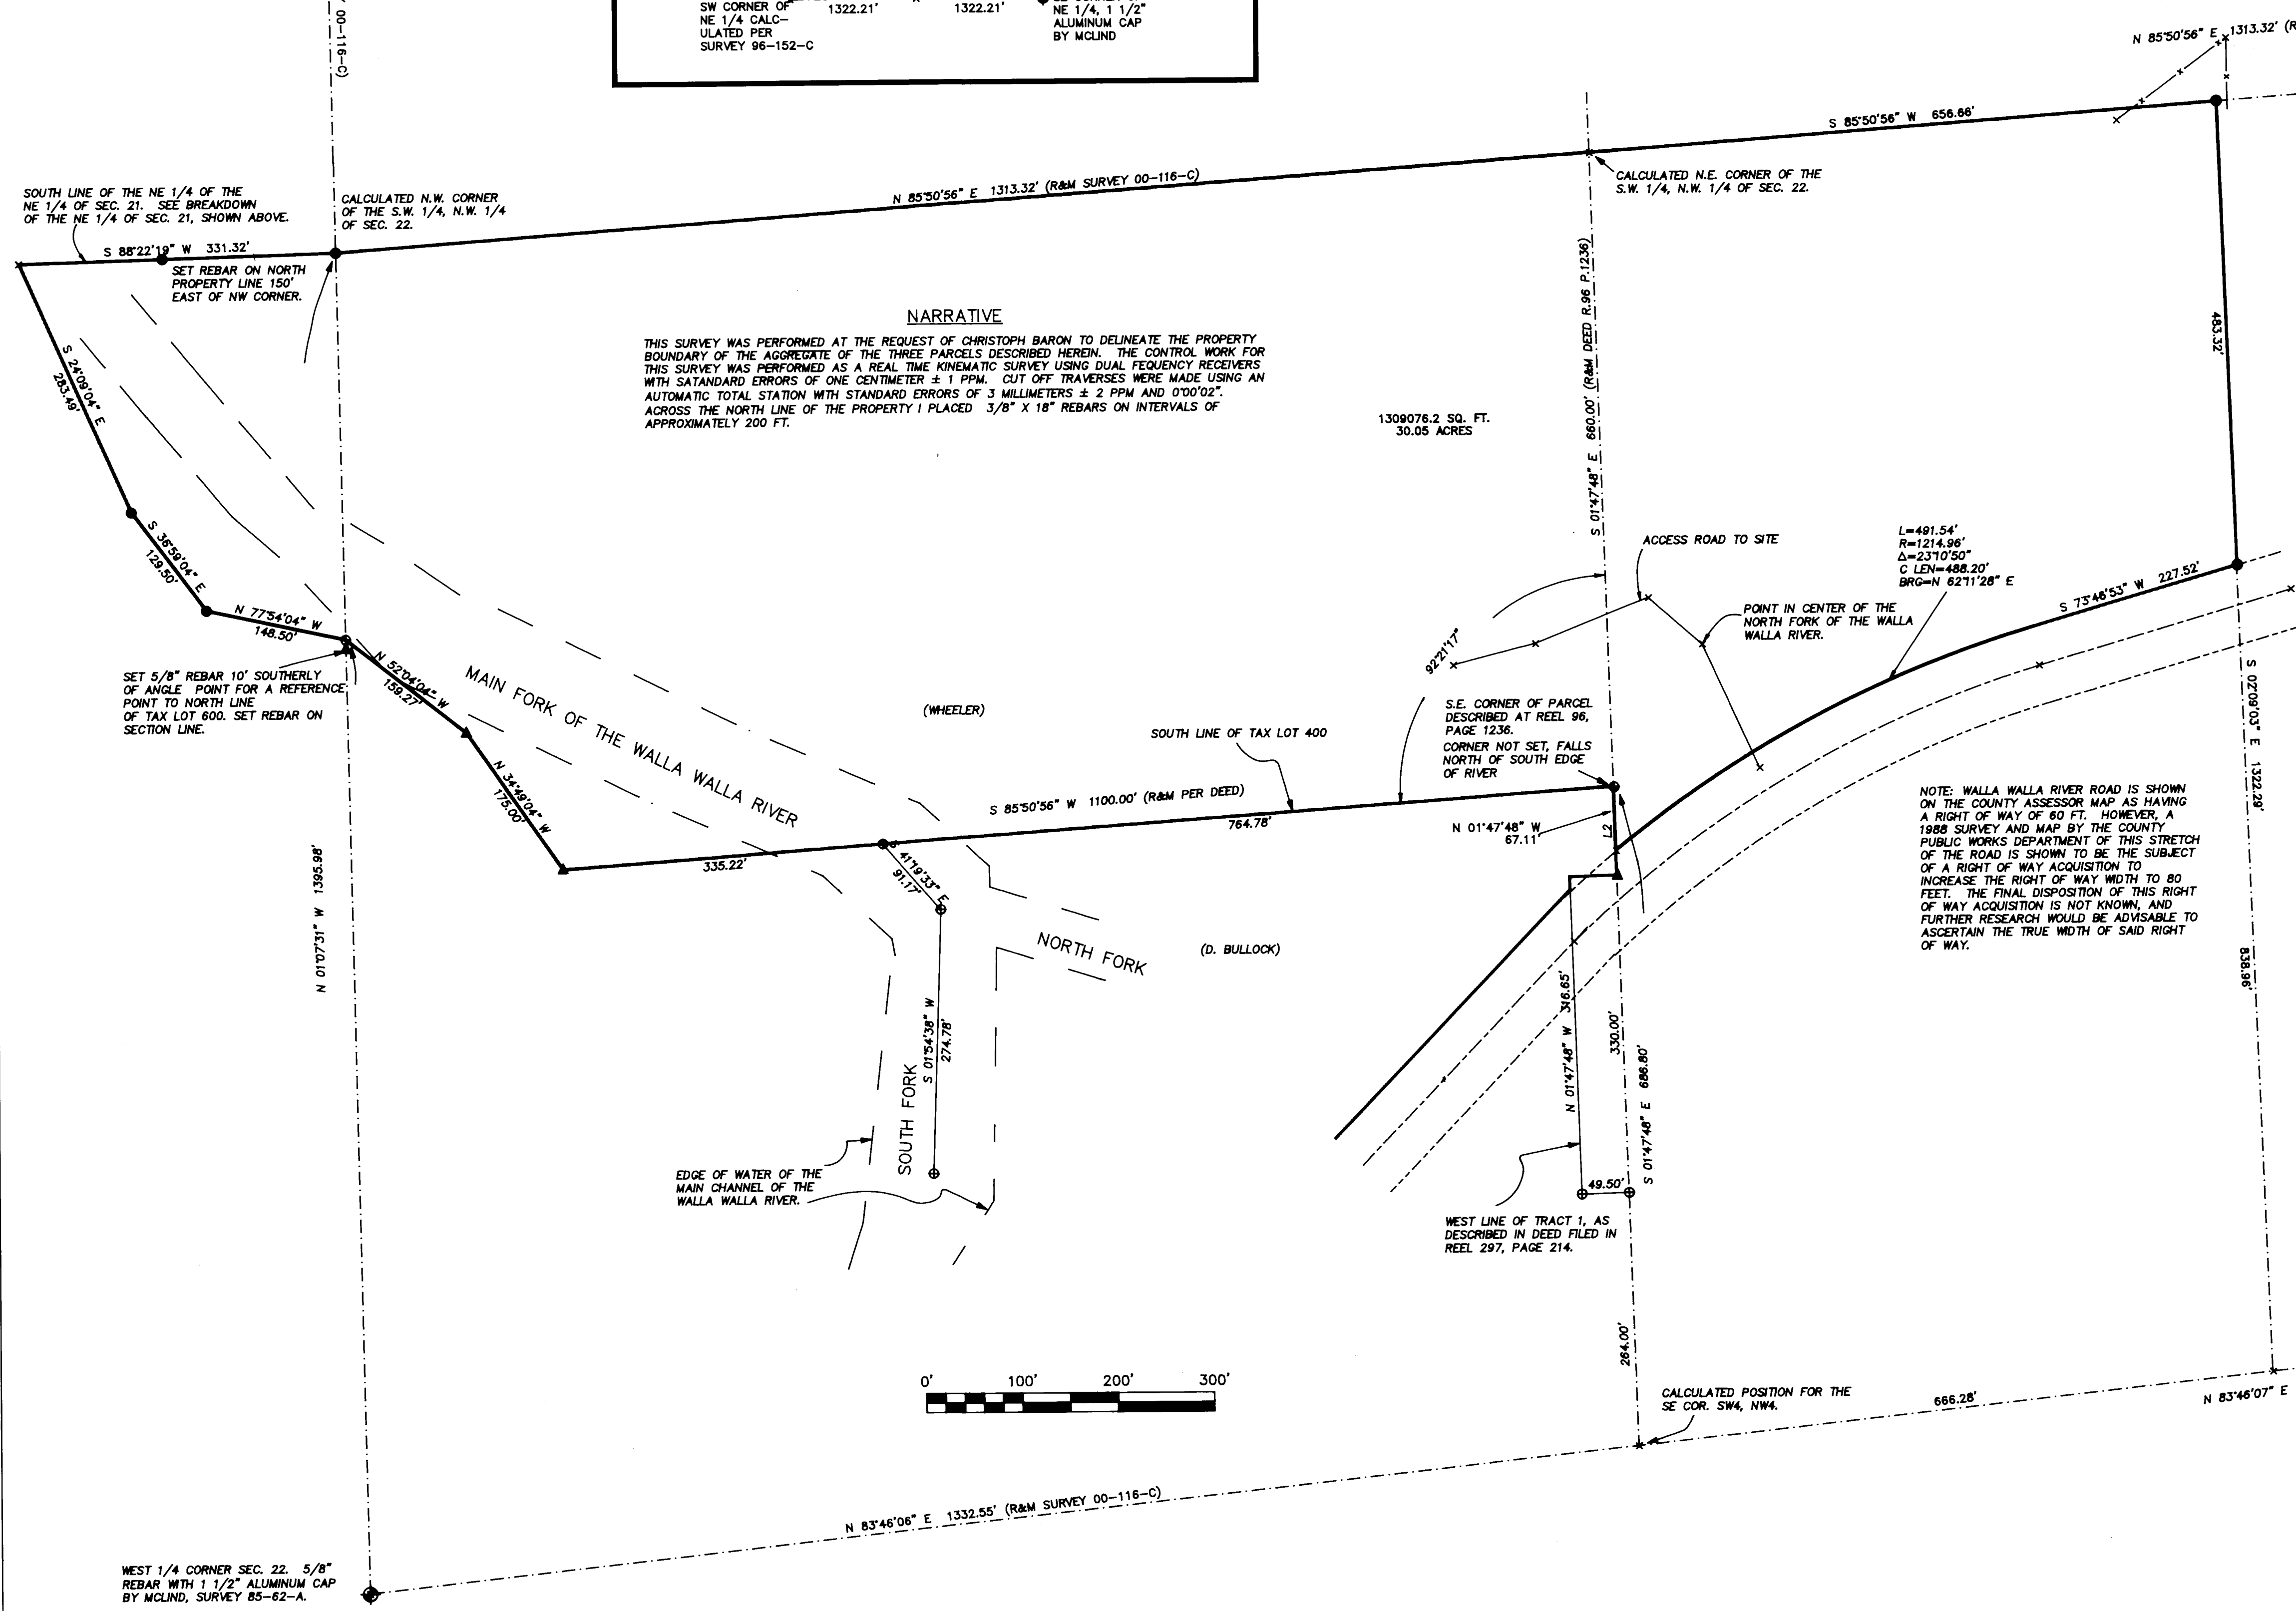 00-116-C)
SW CORNER OF
NE 1/4 CALC-
ULATED PER
SURVEY 96-152-C
1322.21'
1322.21'
NE 1/4, 1 1/2"
ALUMINUM CAP
BY MCLIND
N 85°50'56" E 1313.32' (R
S 85°50'56" W 656.66'
CALCULATED N.E. CORNER OF THE
S.W. 1/4, N.W. 1/4 OF SEC. 22.
SOUTH LINE OF THE NE 1/4 OF THE
NE 1/4 OF SEC. 21. SEE BREAKDOWN
OF THE NE 1/4 OF SEC. 21, SHOWN ABOVE.
CALCULATED N.W. CORNER
OF THE S.W. 1/4, N.W. 1/4
OF SEC. 22.
N 85°50'56" E 1313.32' (R&M SURVEY 00-116-C)
S 88°22'19" W 331.32'
SET REBAR ON NORTH
PROPERTY LINE 150'
EAST OF NW CORNER.
NARRATIVE
THIS SURVEY WAS PERFORMED AT THE REQUEST OF CHRISTOPH BARON TO DELINEATE THE PROPERTY
BOUNDARY OF THE AGGREGATE OF THE THREE PARCELS DESCRIBED HEREIN. THE CONTROL WORK FOR
THIS SURVEY WAS PERFORMED AS A REAL TIME KINEMATIC SURVEY USING DUAL FEQUENCY RECEIVERS
WITH SATANDARD ERRORS OF ONE CENTIMETER ± 1 PPM. CUT OFF TRAVERSES WERE MADE USING AN
AUTOMATIC TOTAL STATION WITH STANDARD ERRORS OF 3 MILLIMETERS ± 2 PPM AND 0°00'02".
ACROSS THE NORTH LINE OF THE PROPERTY I PLACED 3/8" X 18" REBARS ON INTERVALS OF
APPROXIMATELY 200 FT.
1309076.2 SQ. FT.
30.05 ACRES
S 01°47'48" E 660.00' (R&M DEED R.96 P.1236)
483.32'
S 24°09'04" E
283.49'
S 36°59'04" E
129.50'
N 77°54'04" W
148.50'
SET 5/8" REBAR 10' SOUTHERLY
OF ANGLE POINT FOR A REFERENCE
POINT TO NORTH LINE
OF TAX LOT 600. SET REBAR ON
SECTION LINE.
N 52°04'04" W
159.27'
N 34°49'04" W
175.00'
MAIN FORK OF THE WALLA WALLA RIVER
(WHEELER)
ACCESS ROAD TO SITE
L=491.54'
R=1214.96'
Δ=23°10'50"
C LEN=488.20'
BRG=N 62°11'28" E
S 73°46'53" W 227.52'
POINT IN CENTER OF THE
NORTH FORK OF THE WALLA
WALLA RIVER.
92°21'17"
S.E. CORNER OF PARCEL
DESCRIBED AT REEL 96,
PAGE 1236.
CORNER NOT SET, FALLS
NORTH OF SOUTH EDGE
OF RIVER
SOUTH LINE OF TAX LOT 400
S 85°50'56" W 1100.00' (R&M PER DEED)
764.78'
335.22'
N 01°47'48" W
67.11'
L2
S 02°09'03" E 1322.29'
NOTE: WALLA WALLA RIVER ROAD IS SHOWN
ON THE COUNTY ASSESSOR MAP AS HAVING
A RIGHT OF WAY OF 60 FT. HOWEVER, A
1988 SURVEY AND MAP BY THE COUNTY
PUBLIC WORKS DEPARTMENT OF THIS STRETCH
OF THE ROAD IS SHOWN TO BE THE SUBJECT
OF A RIGHT OF WAY ACQUISITION TO
INCREASE THE RIGHT OF WAY WIDTH TO 80
FEET. THE FINAL DISPOSITION OF THIS RIGHT
OF WAY ACQUISITION IS NOT KNOWN, AND
FURTHER RESEARCH WOULD BE ADVISABLE TO
ASCERTAIN THE TRUE WIDTH OF SAID RIGHT
OF WAY.
838.96'
N 01°07'31" W 1395.98'
S 41°19'33" E
91.17'
NORTH FORK
(D. BULLOCK)
S 01°54'38" W
274.78'
SOUTH FORK
N 01°47'48" W 316.65'
330.00'
S 01°47'48" E 686.80'
49.50'
EDGE OF WATER OF THE
MAIN CHANNEL OF THE
WALLA WALLA RIVER.
WEST LINE OF TRACT 1, AS
DESCRIBED IN DEED FILED IN
REEL 297, PAGE 214.
264.00'
0' 100' 200' 300'
CALCULATED POSITION FOR THE
SE COR. SW4, NW4.
666.28'
N 83°46'07" E
N 83°46'06" E 1332.55' (R&M SURVEY 00-116-C)
WEST 1/4 CORNER SEC. 22. 5/8"
REBAR WITH 1 1/2" ALUMINUM CAP
BY MCLIND, SURVEY 85-62-A.